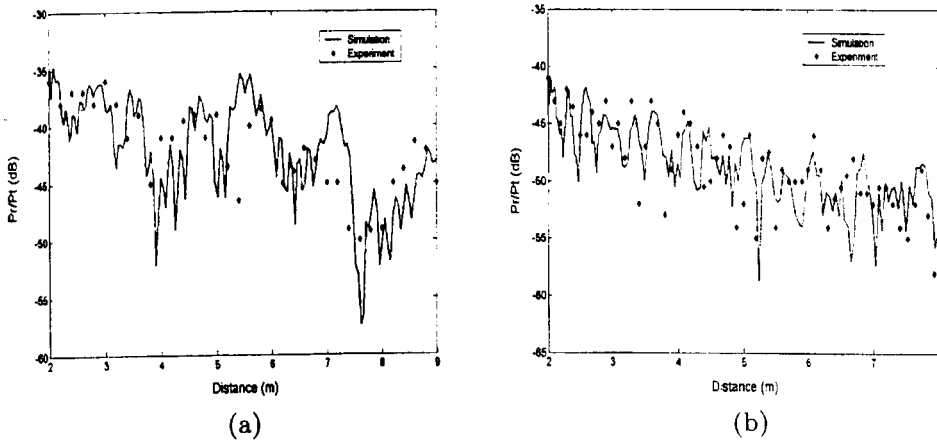 -30
-35
-40
-45
-50
-55
-60
2 3 4 5 6 7 8 9
Pr/Pt (dB)
Distance (m)
Simulation
Experiment
(a)
-35
-40
-45
-50
-55
-60
-65
2 3 4 5 6 7
Pr/Pt (dB)
Distance (m)
Simulation
Experiment
(b)